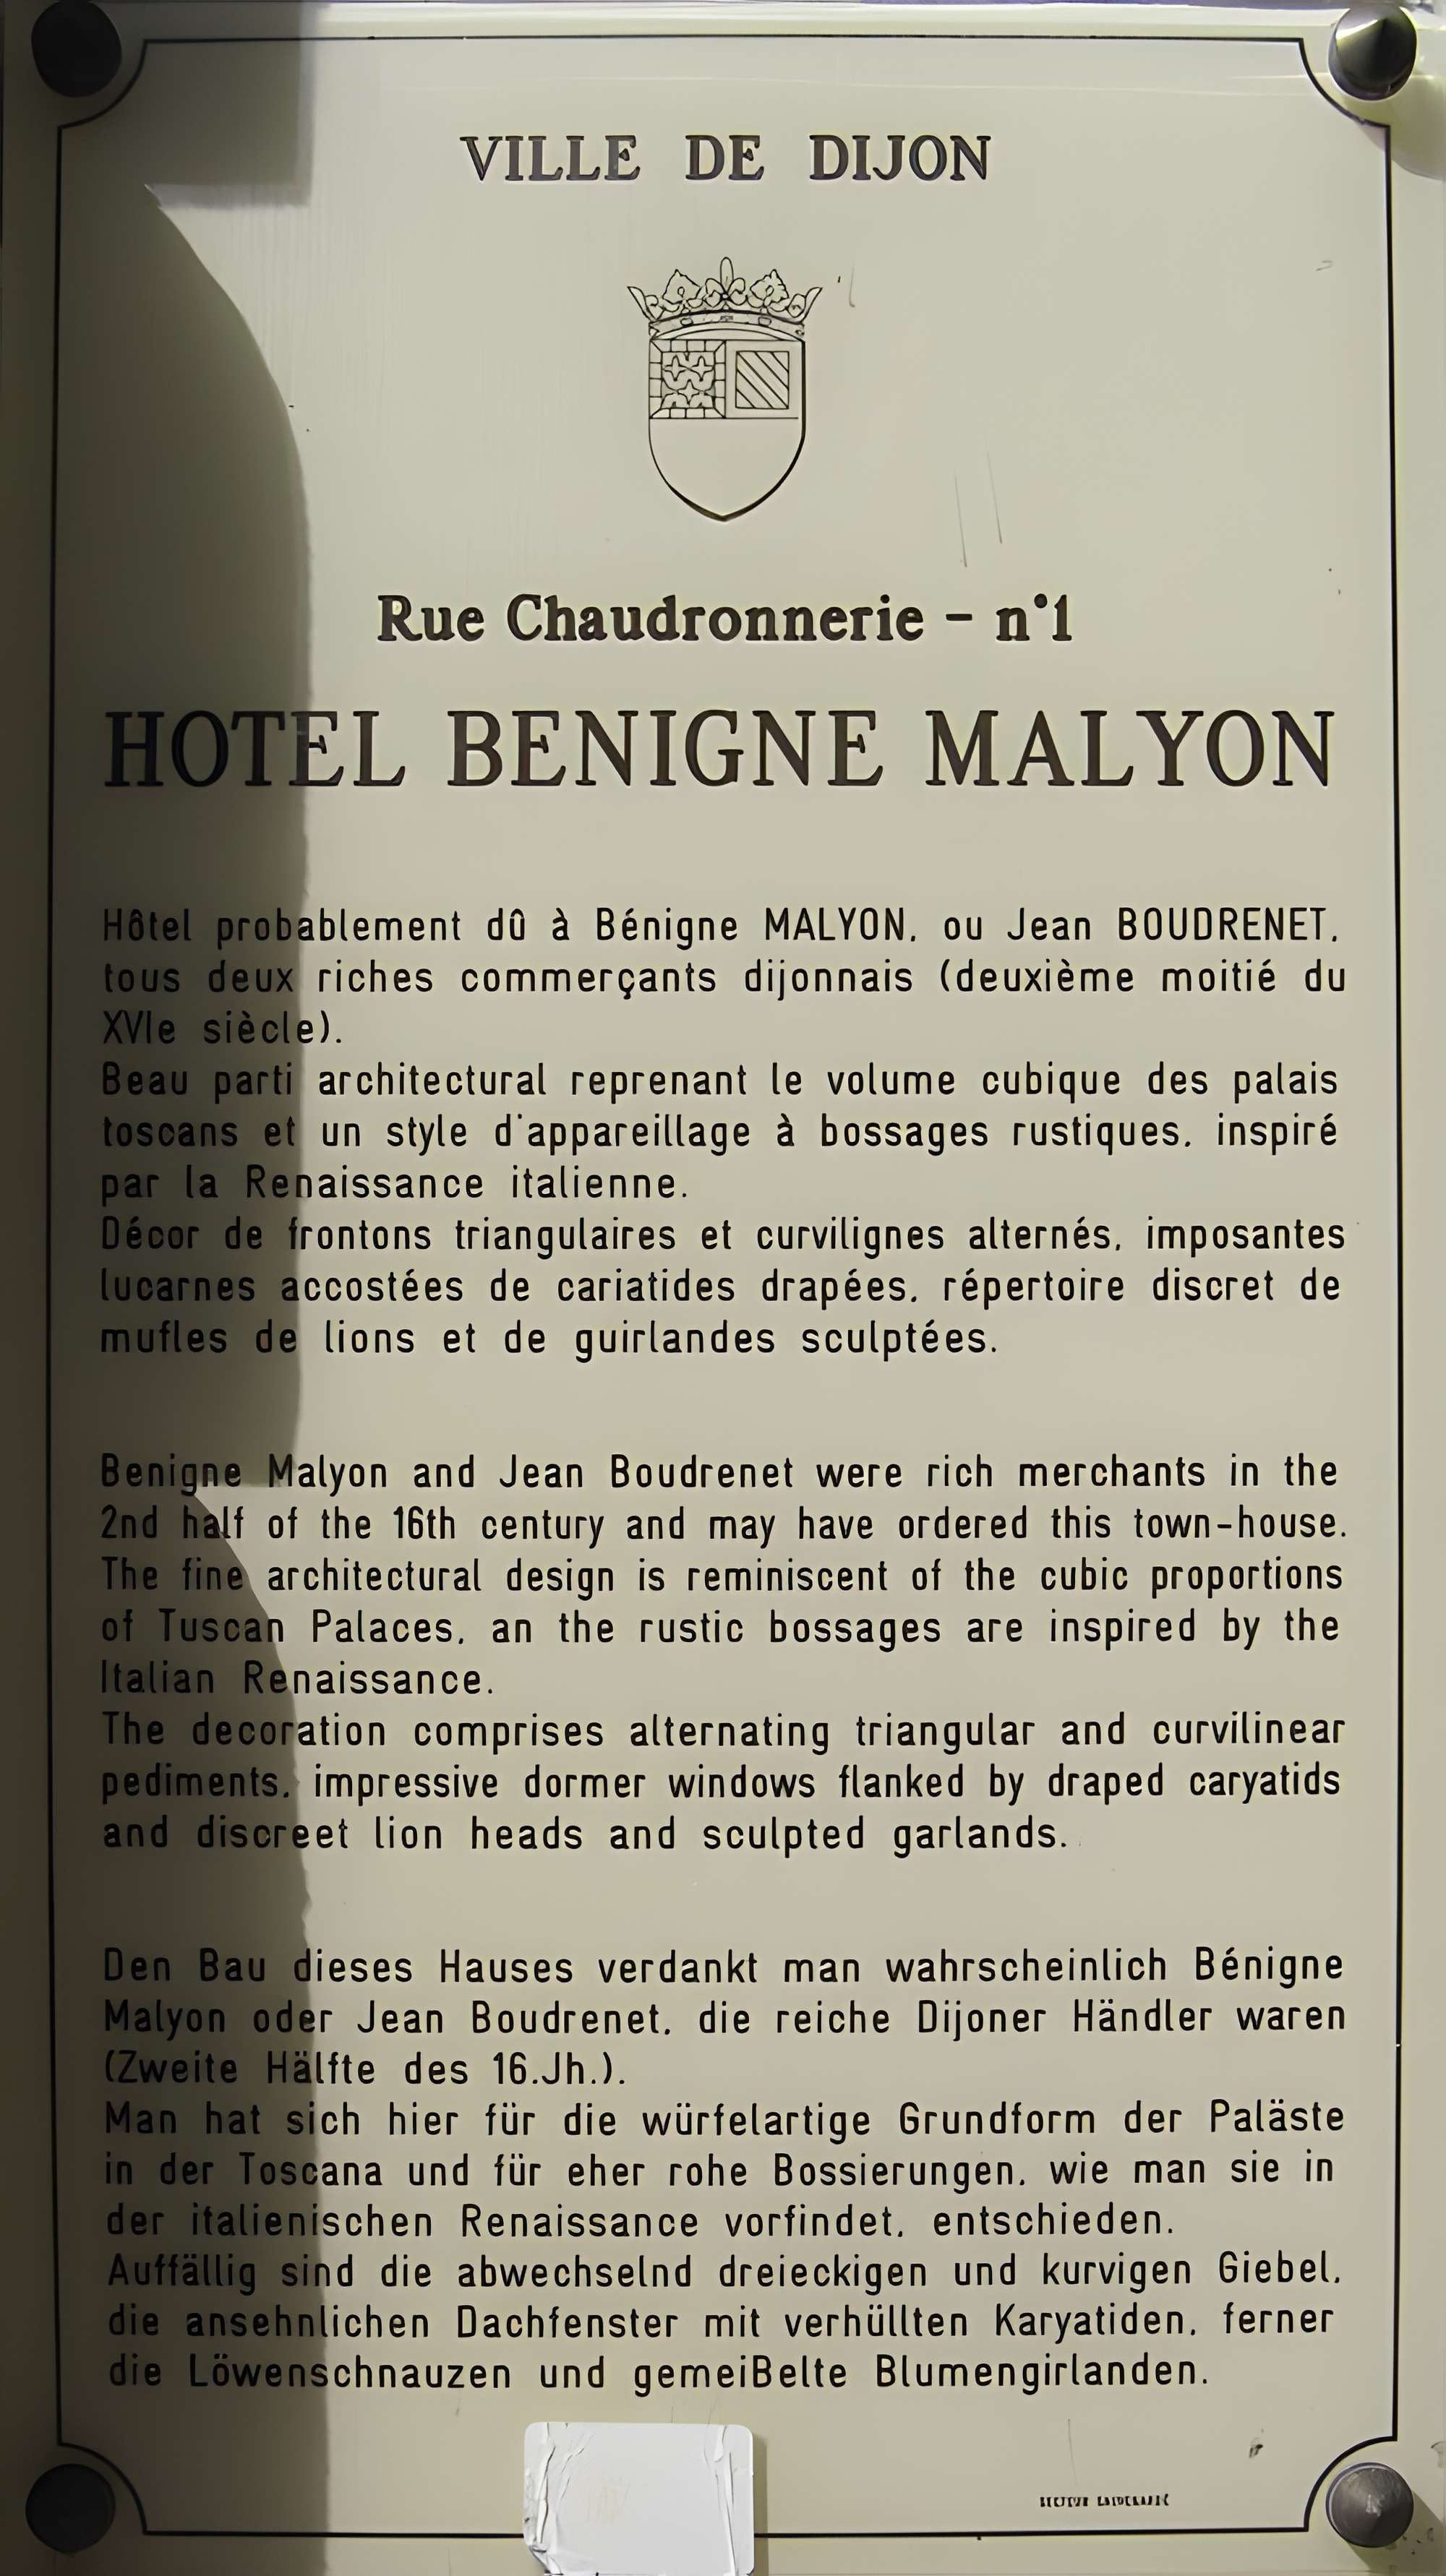 VILLE DE DIJON
Rue Chaudronnerie - n°1
HOTEL BENIGNE MALYON
Hôtel probablement dû à Bénigne MALYON, ou Jean BOUDRENET,
tous deux riches commerçants dijonnais (deuxième moitié du
XVIe siècle).
Beau parti architectural reprenant le volume cubique des palais
toscans et un style d'appareillage à bossages rustiques, inspiré
par la Renaissance italienne.
Décor de frontons triangulaires et curvilignes alternés, imposantes
lucarnes accostées de cariatides drapées, répertoire discret de
mufles de lions et de guirlandes sculptées.
Benigne Malyon and Jean Boudrenet were rich merchants in the
2nd half of the 16th century and may have ordered this town-house.
The fine architectural design is reminiscent of the cubic proportions
of Tuscan Palaces, an the rustic bossages are inspired by the
Italian Renaissance.
The decoration comprises alternating triangular and curvilinear
pediments, impressive dormer windows flanked by draped caryatids
and discreet lion heads and sculpted garlands.
Den Bau dieses Hauses verdankt man wahrscheinlich Bénigne
Malyon oder Jean Boudrenet, die reiche Dijoner Händler waren
(Zweite Hälfte des 16.Jh.).
Man hat sich hier für die würfelartige Grundform der Paläste
in der Toscana und für eher rohe Bossierungen, wie man sie in
der italienischen Renaissance vorfindet, entschieden.
Auffällig sind die abwechselnd dreieckigen und kurvigen Giebel,
die ansehnlichen Dachfenster mit verhüllten Karyatiden, ferner
die Löwenschnauzen und gemeiBelte Blumengirlanden.